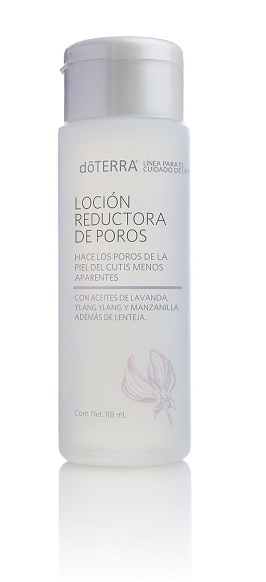 dōTERRA® LÍNEA PARA EL
CUIDADO DE LA
LOCIÓN
REDUCTORA
DE POROS
HACE LOS POROS DE LA
PIEL DEL CUTIS MENOS
APARENTES
CON ACEITES DE LAVANDA,
YLANG YLANG Y MANZANILLA,
ADEMÁS DE LENTEJA.
Cont. Net. 118 mL